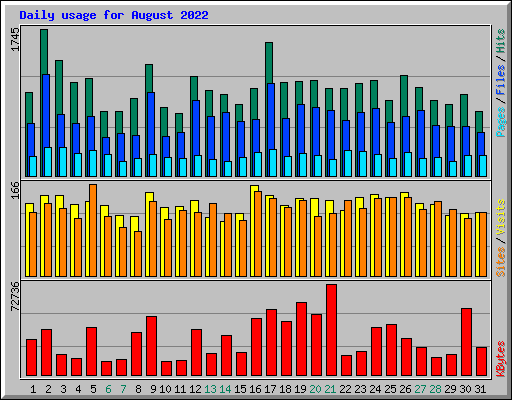 Daily usage for August 2022
1745
Pages / Files / Hits
166
Sites / Visits
72736
KBytes
1 2 3 4 5 6 7 8 9 10 11 12 13 14 15 16 17 18 19 20 21 22 23 24 25 26 27 28 29 30 31